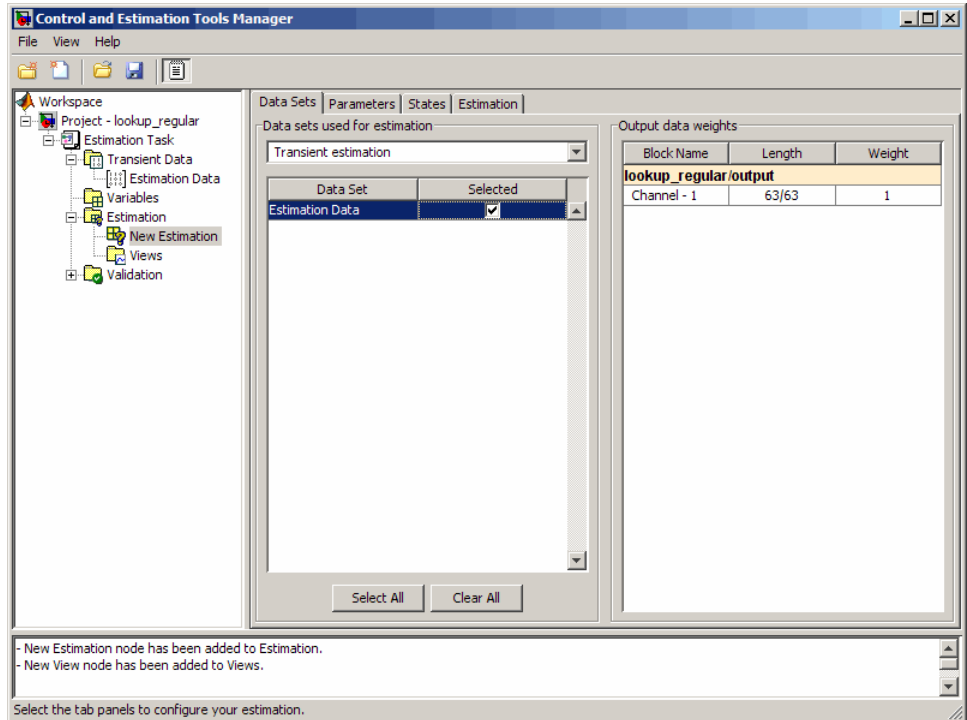 Control and Estimation Tools Manager
File View Help
Workspace
Project - lookup_regular
Estimation Task
Transient Data
Estimation Data
Variables
Estimation
New Estimation
Views
Validation
Data Sets Parameters States Estimation
Data sets used for estimation
Transient estimation
Data Set Selected
Estimation Data
Select All Clear All
Output data weights
Block Name Length Weight
lookup_regular/output
Channel - 1 63/63 1
- New Estimation node has been added to Estimation.
- New View node has been added to Views.
Select the tab panels to configure your estimation.